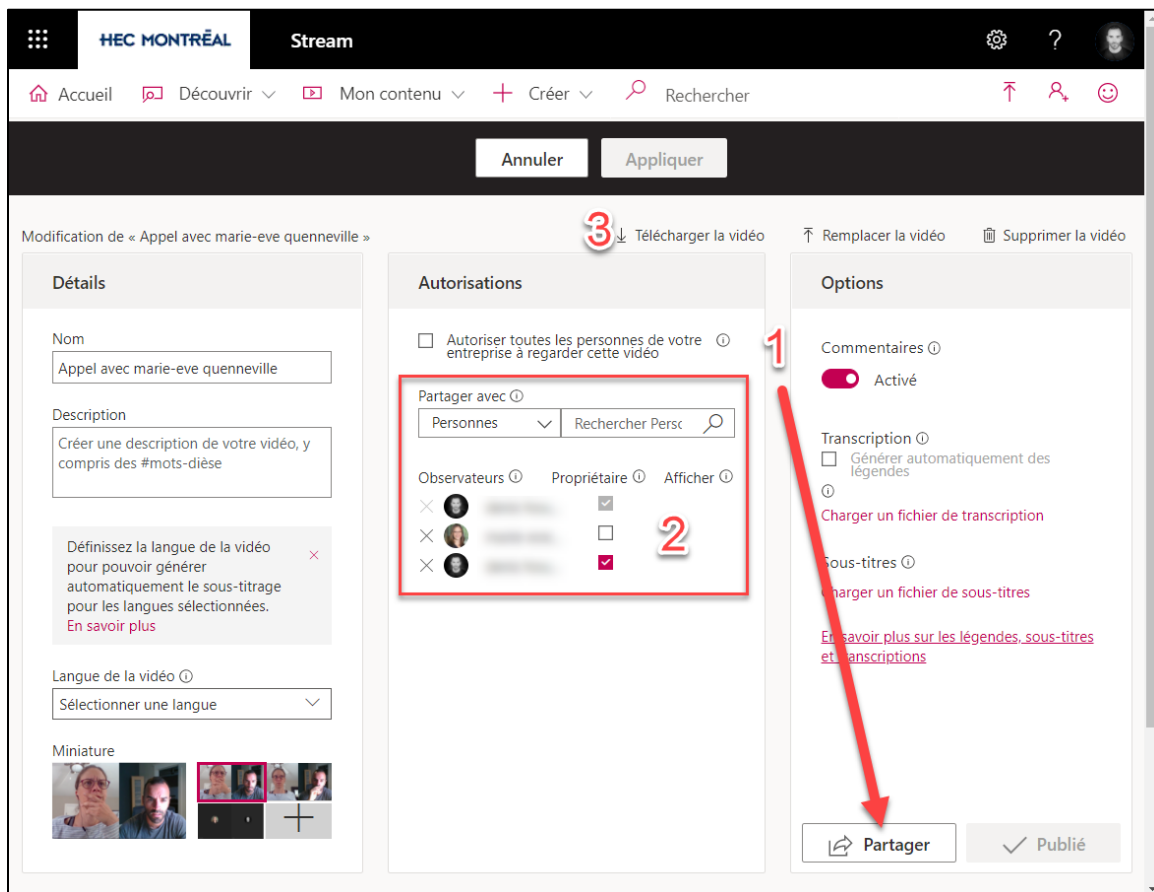 HEC MONTRĒAL
Stream
?
Accueil
Découvrir
Mon contenu
Créer
Rechercher
Annuler
Appliquer
Modification de « Appel avec marie-eve quenneville »
3
Télécharger la vidéo
Remplacer la vidéo
Supprimer la vidéo
Détails
Nom
Appel avec marie-eve quenneville
Description
Créer une description de votre vidéo, y
compris des #mots-dièse
Définissez la langue de la vidéo
pour pouvoir générer
automatiquement le sous-titrage
pour les langues sélectionnées.
En savoir plus
Langue de la vidéo
Sélectionner une langue
Miniature
Autorisations
Autoriser toutes les personnes de votre
entreprise à regarder cette vidéo
Partager avec
Personnes
Rechercher Persc
Observateurs
Propriétaire
Afficher
2
1
Options
Commentaires
Activé
Transcription
Générer automatiquement des
légendes
Charger un fichier de transcription
Sous-titres
Charger un fichier de sous-titres
En savoir plus sur les légendes, sous-titres
et transcriptions
Partager
Publié